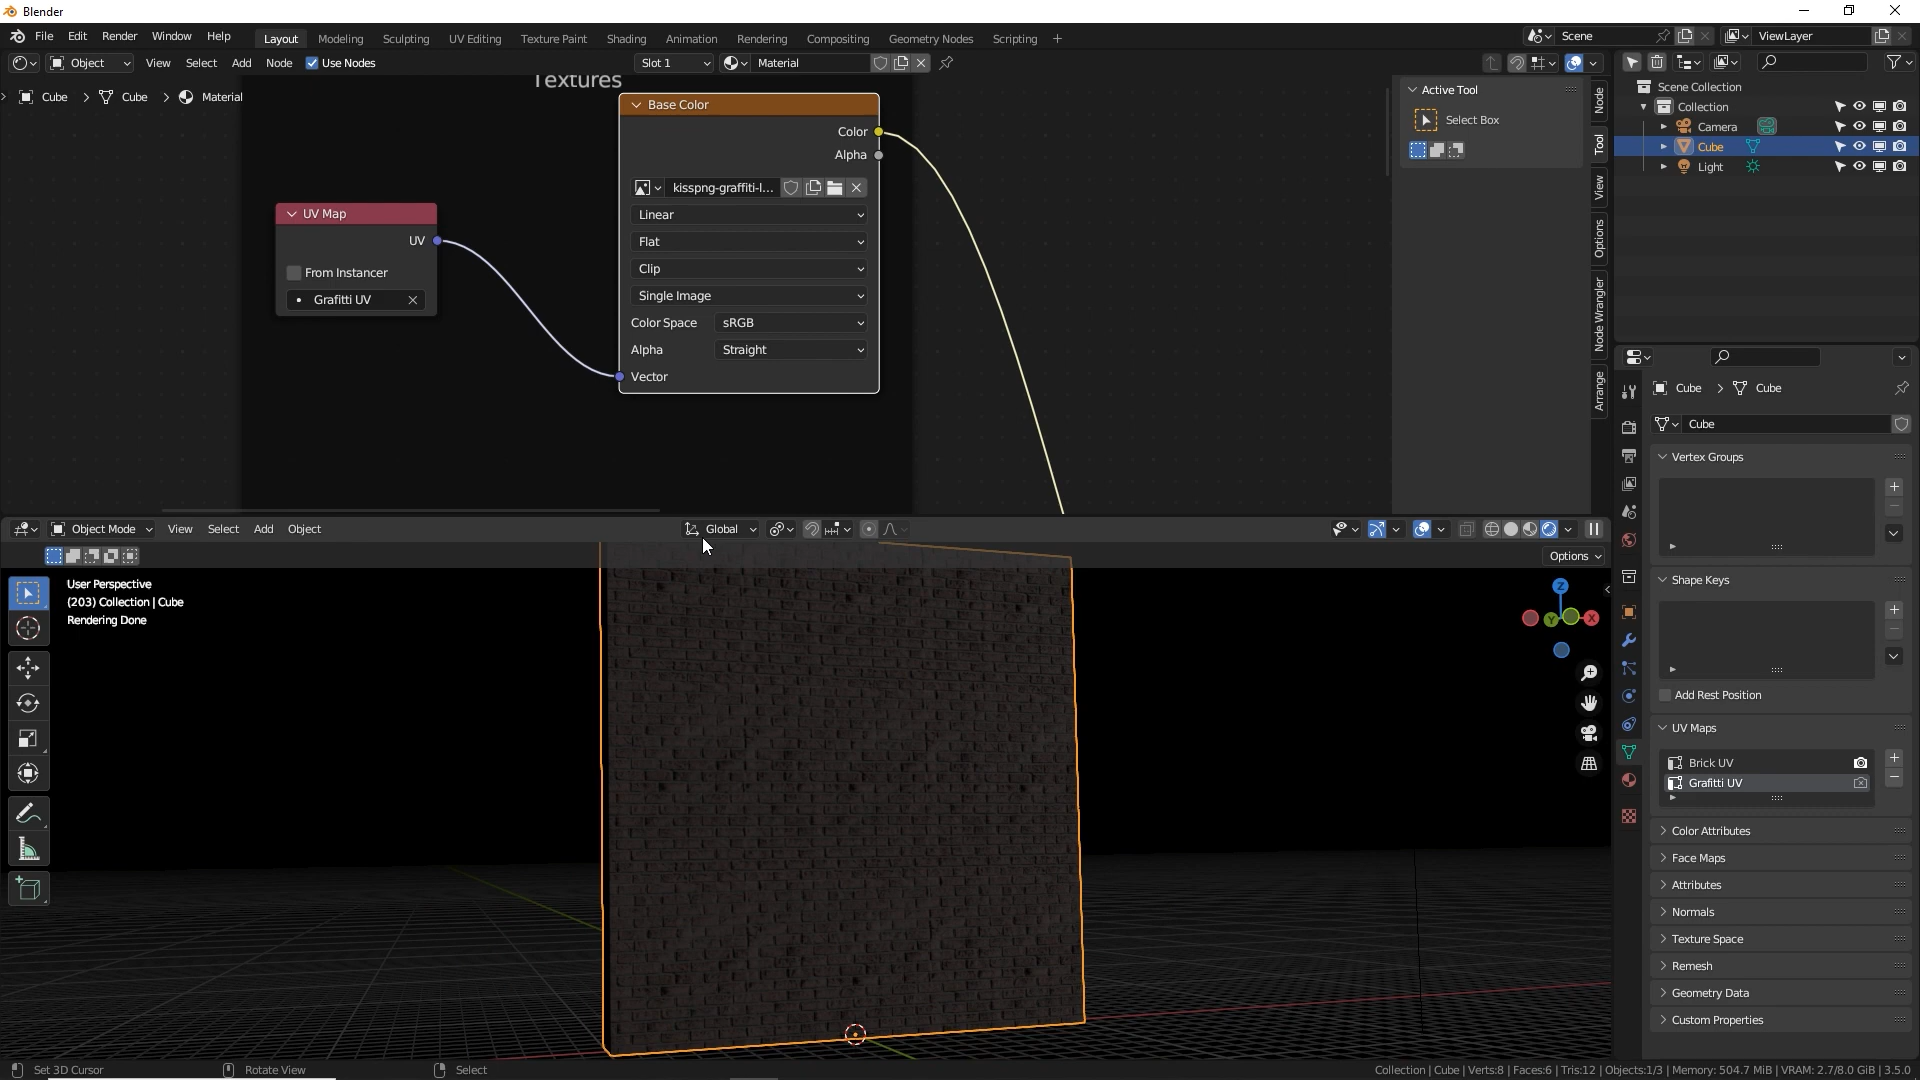 Blender
File Edit Render Window Help
Layout Modeling Sculpting UV Editing Texture Paint Shading Animation Rendering Compositing Geometry Nodes Scripting +
Scene
ViewLayer
Object View Select Add Node Use Nodes
Slot 1
Material
Cube > Cube > Material
Textures
Base Color
Color
Alpha
kisspng-graffiti-l...
Linear
Flat
Clip
Single Image
Color Space sRGB
Alpha Straight
Vector
UV Map
UV
From Instancer
Grafitti UV
Active Tool
Select Box
Node
Tool
View
Options
Node Wrangler
Arrange
Scene Collection
Collection
Camera
Cube
Light
Cube > Cube
Cube
Vertex Groups
Shape Keys
Add Rest Position
UV Maps
Brick UV
Grafitti UV
Color Attributes
Face Maps
Attributes
Normals
Texture Space
Remesh
Geometry Data
Custom Properties
Object Mode View Select Add Object
Global
Options
User Perspective
(203) Collection | Cube
Rendering Done
Z
Y
X
Set 3D Cursor
Rotate View
Select
Collection | Cube | Verts:8 | Faces:6 | Tris:12 | Objects:1/3 | Memory: 504.7 MiB | VRAM: 2.7/8.0 GiB | 3.5.0